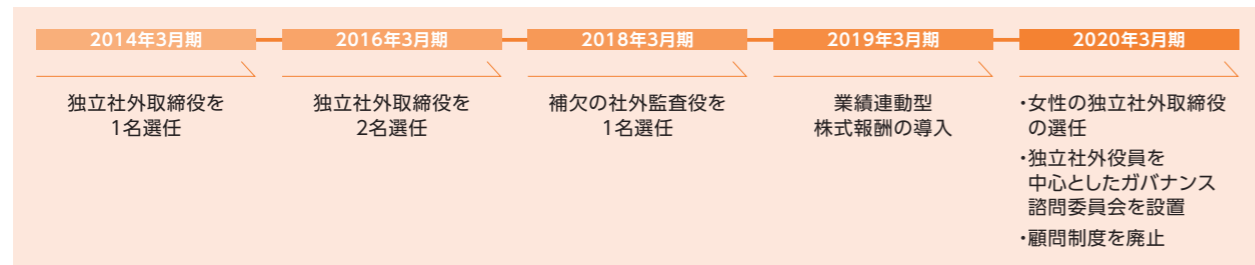 2014年3月期
独立社外取締役を
1名選任
2016年3月期
独立社外取締役を
2名選任
2018年3月期
補欠の社外監査役を
1名選任
2019年3月期
業績連動型
株式報酬の導入
2020年3月期
・女性の独立社外取締役
の選任
・独立社外役員を
中心としたガバナンス
諮問委員会を設置
・顧問制度を廃止